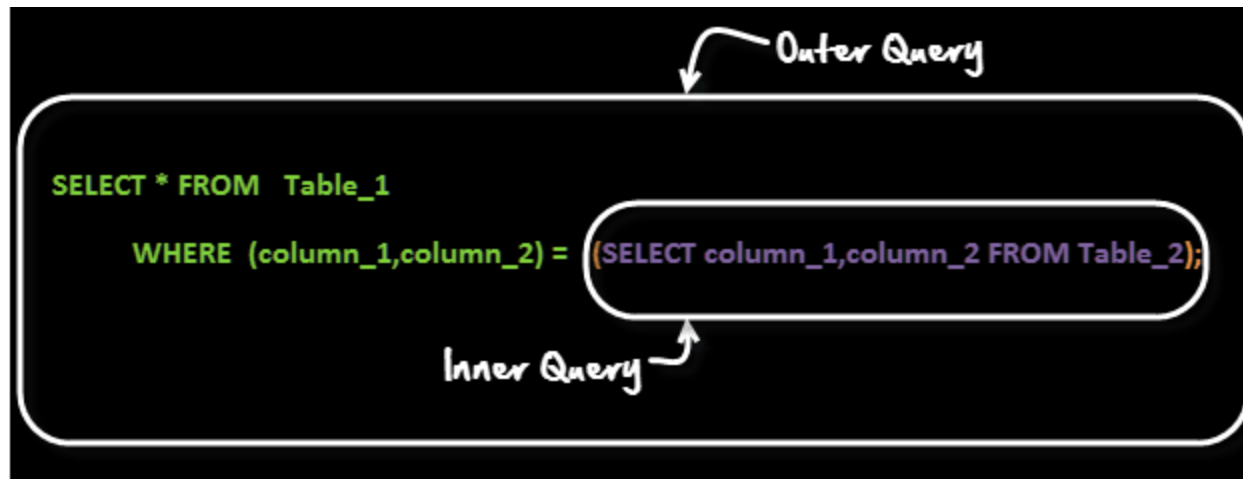 Outer Query
SELECT * FROM Table_1
WHERE (column_1,column_2) = (SELECT column_1,column_2 FROM Table_2);
Inner Query